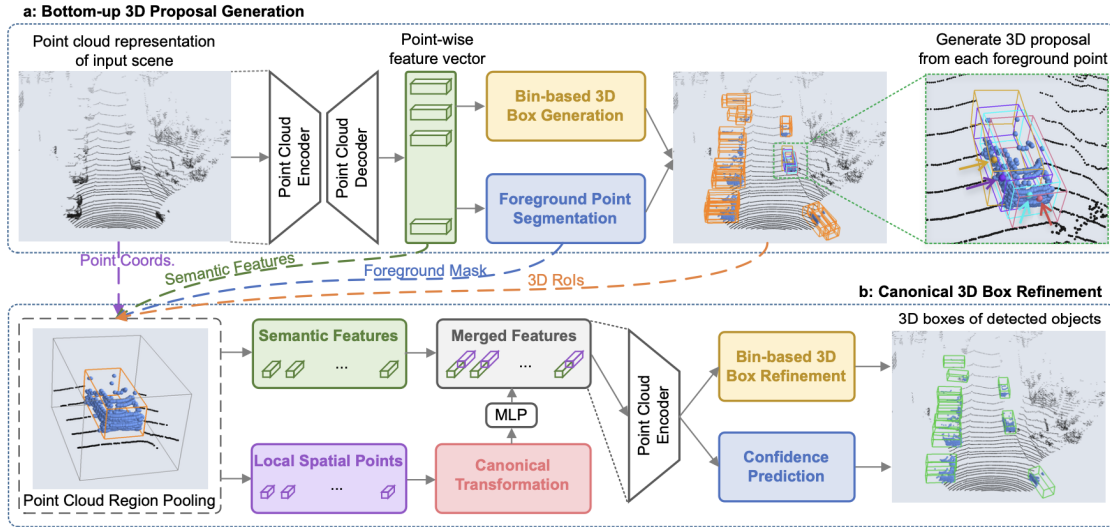 a: Bottom-up 3D Proposal Generation
Point cloud representation
of input scene
Point Cloud
Encoder
Point Cloud
Decoder
Point-wise
feature vector
Bin-based 3D
Box Generation
Foreground Point
Segmentation
Generate 3D proposal
from each foreground point
Point Coords.
Semantic Features
Foreground Mask
3D RoIs
b: Canonical 3D Box Refinement
Point Cloud Region Pooling
Semantic Features
...
Local Spatial Points
...
Merged Features
...
MLP
Canonical
Transformation
Point Cloud
Encoder
Bin-based 3D
Box Refinement
Confidence
Prediction
3D boxes of detected objects